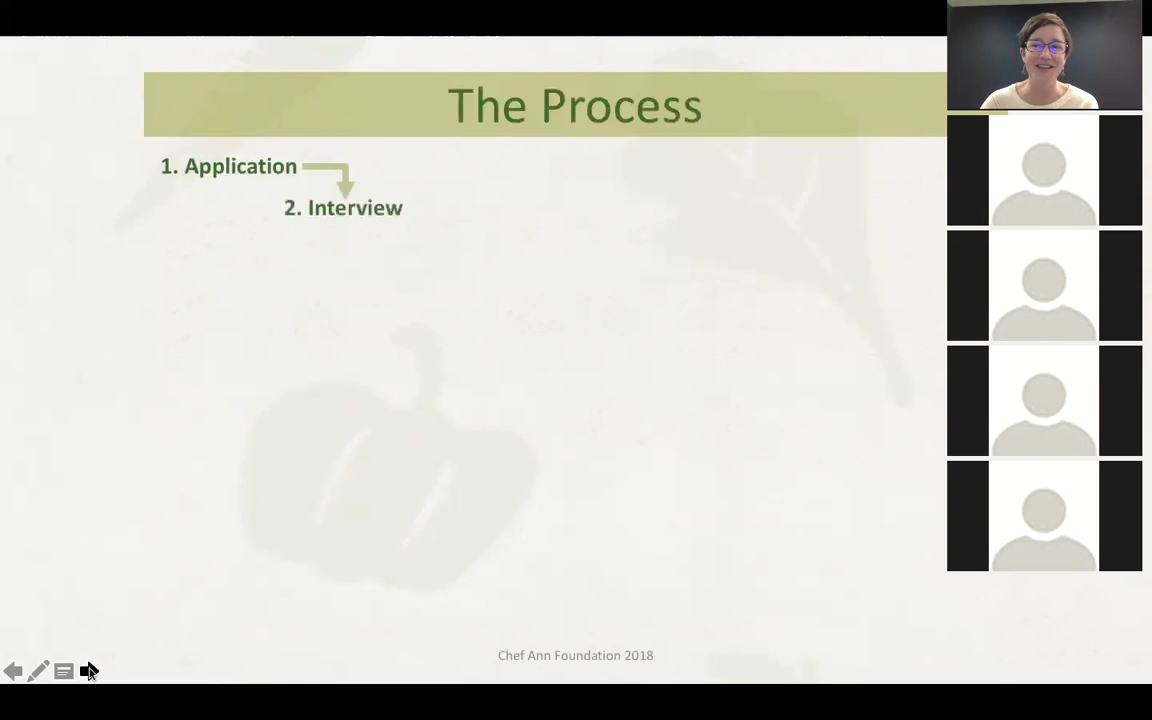 The Process
1. Application
2. Interview
Chef Ann Foundation 2018